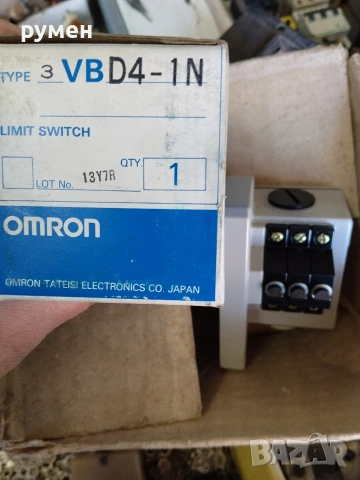 румен
TYPE 3 VBD4-1N
LIMIT SWITCH
QTY.
LOT No. 13Y7R 1
OMRON
OMRON TATEISI ELECTRONICS CO. JAPAN
BAZAR